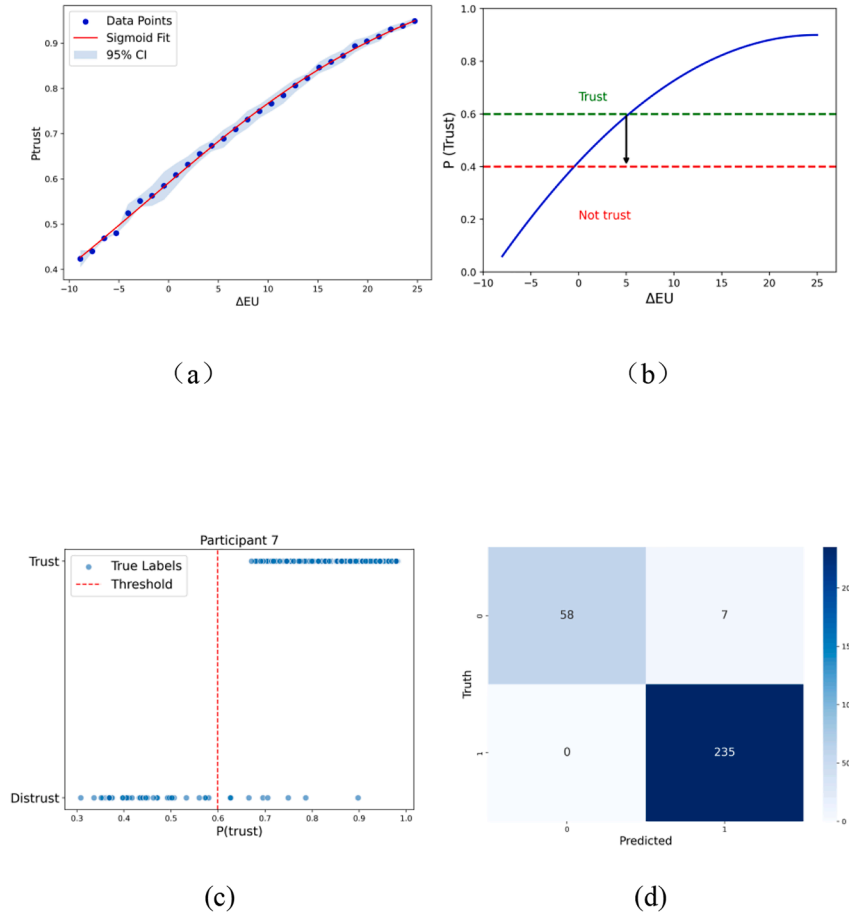 Data Points
Sigmoid Fit
95% CI
0.9
0.8
0.7
0.6
0.5
0.4
Ptrust
−10 −5 0 5 10 15 20 25
ΔEU
(a)
1.0
0.8
0.6
0.4
0.2
0.0
P (Trust)
Trust
Not trust
−10 −5 0 5 10 15 20 25
ΔEU
(b)
Participant 7
True Labels
Threshold
Trust
Distrust
0.3 0.4 0.5 0.6 0.7 0.8 0.9 1.0
P(trust)
(c)
58 7
0 235
0
1
Truth
0 1
Predicted
50
0
(d)